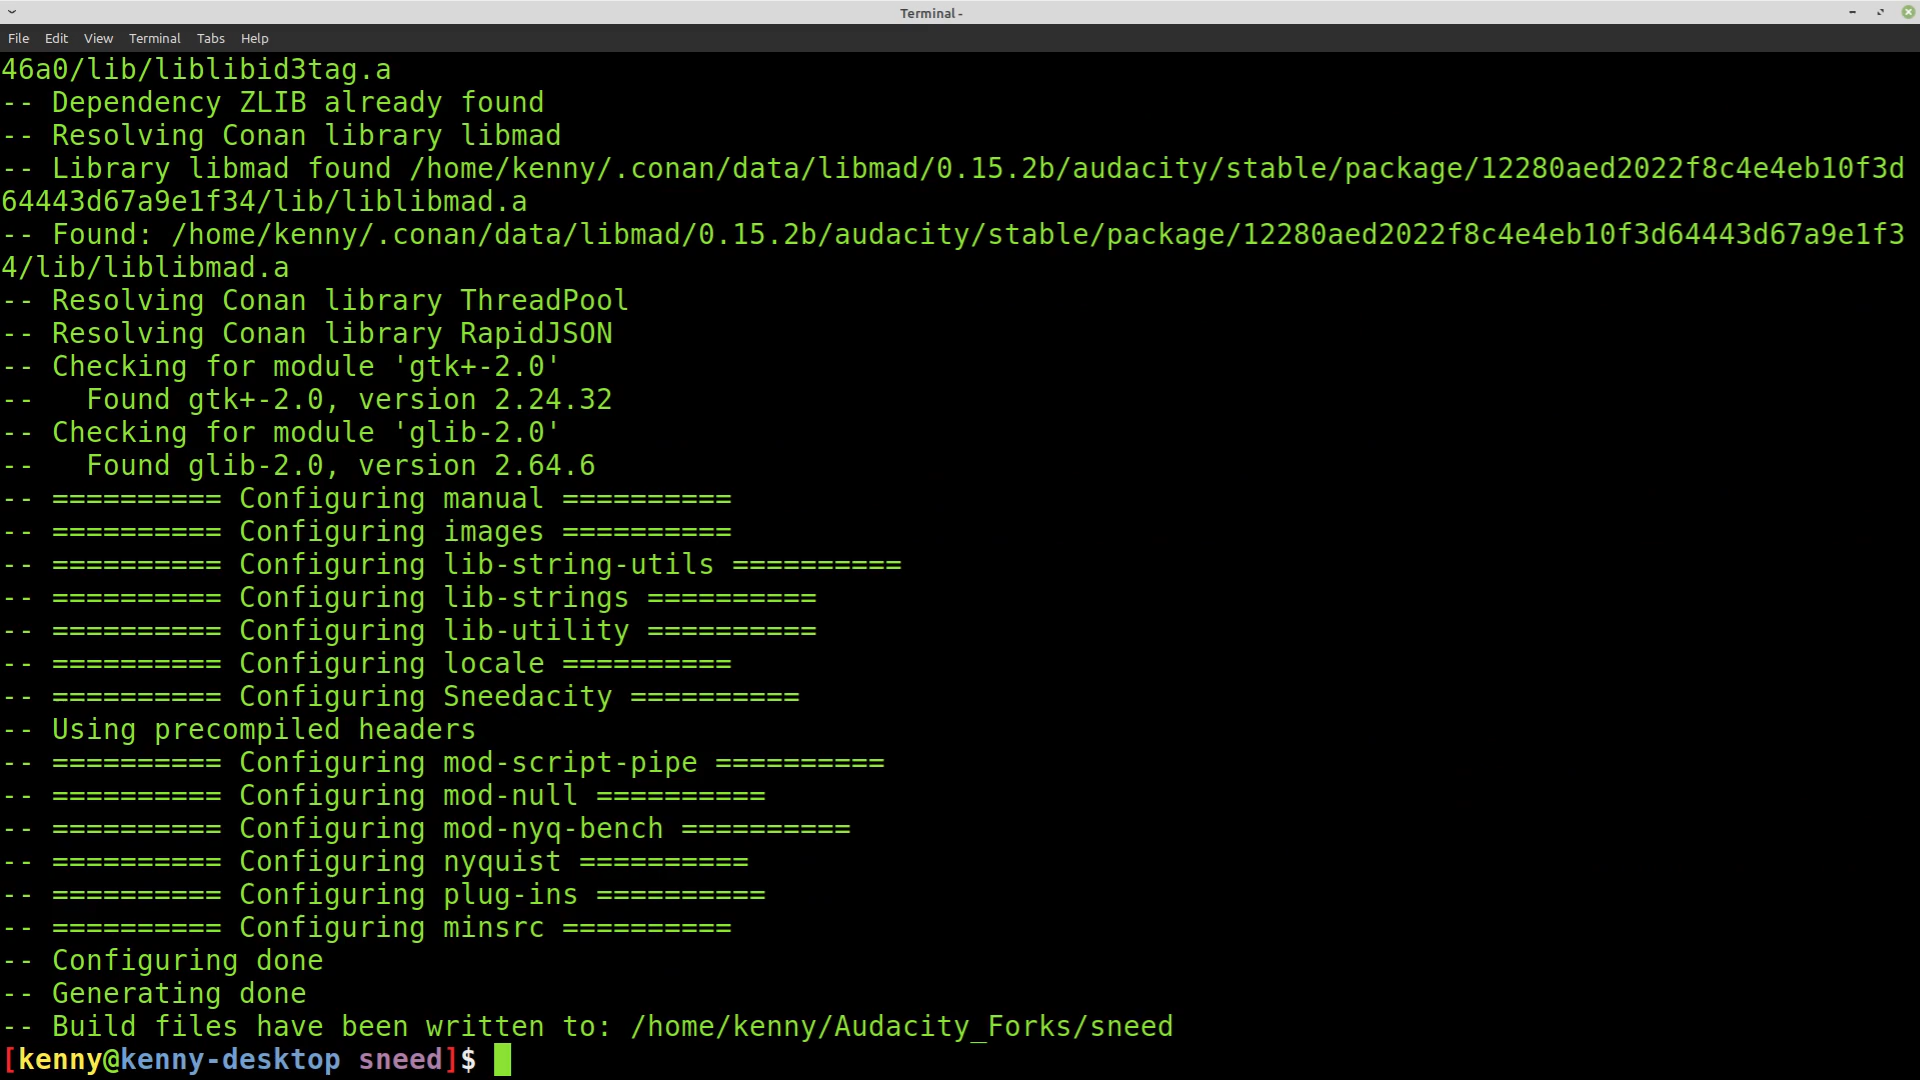 Terminal -
File Edit View Terminal Tabs Help
46a0/lib/liblibid3tag.a
-- Dependency ZLIB already found
-- Resolving Conan library libmad
-- Library libmad found /home/kenny/.conan/data/libmad/0.15.2b/audacity/stable/package/12280aed2022f8c4e4eb10f3d
64443d67a9e1f34/lib/liblibmad.a
-- Found: /home/kenny/.conan/data/libmad/0.15.2b/audacity/stable/package/12280aed2022f8c4e4eb10f3d64443d67a9e1f3
4/lib/liblibmad.a
-- Resolving Conan library ThreadPool
-- Resolving Conan library RapidJSON
-- Checking for module 'gtk+-2.0'
--   Found gtk+-2.0, version 2.24.32
-- Checking for module 'glib-2.0'
--   Found glib-2.0, version 2.64.6
-- ========== Configuring manual ==========
-- ========== Configuring images ==========
-- ========== Configuring lib-string-utils ==========
-- ========== Configuring lib-strings ==========
-- ========== Configuring lib-utility ==========
-- ========== Configuring locale ==========
-- ========== Configuring Sneedacity ==========
-- Using precompiled headers
-- ========== Configuring mod-script-pipe ==========
-- ========== Configuring mod-null ==========
-- ========== Configuring mod-nyq-bench ==========
-- ========== Configuring nyquist ==========
-- ========== Configuring plug-ins ==========
-- ========== Configuring minsrc ==========
-- Configuring done
-- Generating done
-- Build files have been written to: /home/kenny/Audacity_Forks/sneed
[kenny@kenny-desktop sneed]$